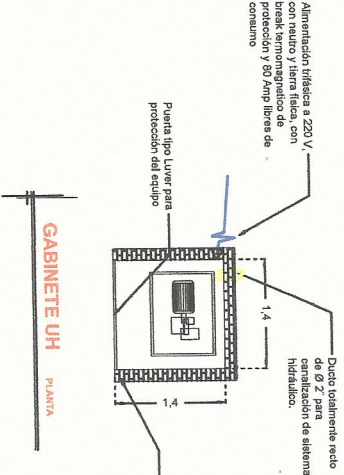 Alimentación trifásica a 220 V,
con neutro y tierra física, con
break termomagnetico de
protección y 80 Amp libres de
consumo
Ducto totalmente recto
de Ø 2" para
canalización de sistema
hidráulico.
1,4
1,4
Puerta tipo Luver para
protección del equipo
GABINETE UH PLANTA